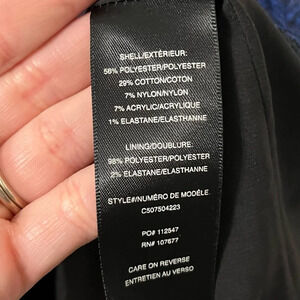 SHELL/EXTÉRIEUR:
56% POLYESTER/POLYESTER
29% COTTON/COTON
7% NYLON/NYLON
7% ACRYLIC/ACRYLIQUE
1% ELASTANE/ELASTHANNE
LINING/DOUBLURE:
98% POLYESTER/POLYESTER
2% ELASTANE/ELASTHANNE
STYLE#/NUMÉRO DE MODÈLE
C507504223
PO# 112547
RN# 107677
CARE ON REVERSE
ENTRETIEN AU VERSO